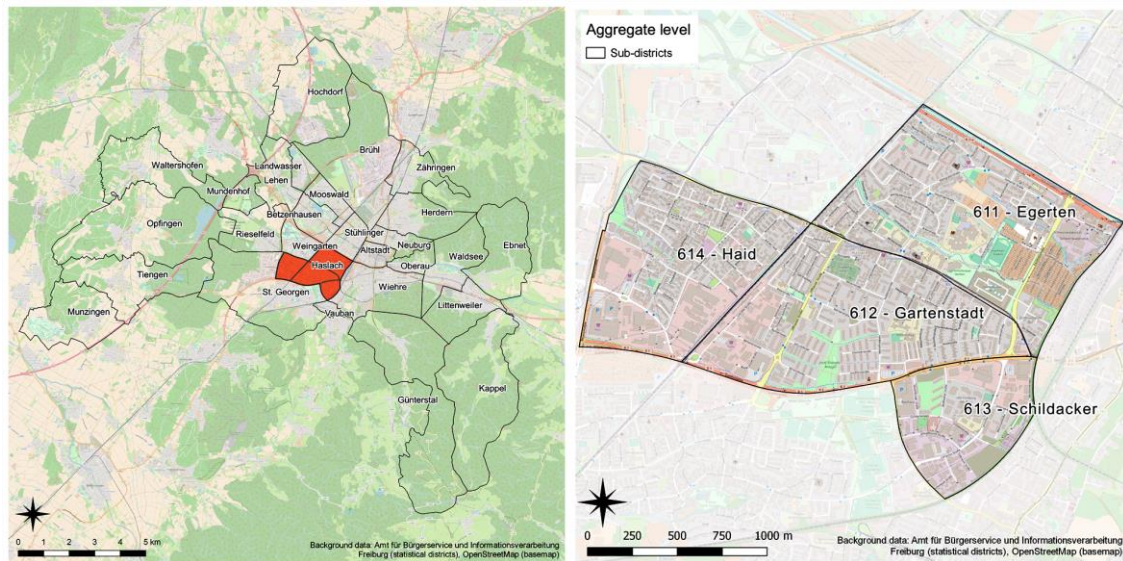 Hochdorf
Brühl
Waltershofen
Landwasser
Lehen
Zähringen
Mundenhof
Mooswald
Opfingen
Betzenhausen
Herdern
Rieselfeld
Stühlinger
Ebnet
Weingarten
Altstadt
Neuburg
Waldsee
Haslach
Oberau
Tiengen
St. Georgen
Wiehre
Littenweiler
Munzingen
Vauban
Kappel
Günterstal
0 1 2 3 4 5 km
Background data: Amt für Bürgerservice und Informationsverarbeitung
Freiburg (statistical districts), OpenStreetMap (basemap)
Aggregate level
Sub-districts
611 - Egerten
614 - Haid
612 - Gartenstadt
613 - Schildacker
0 250 500 750 1000 m
Background data: Amt für Bürgerservice und Informationsverarbeitung
Freiburg (statistical districts), OpenStreetMap (basemap)